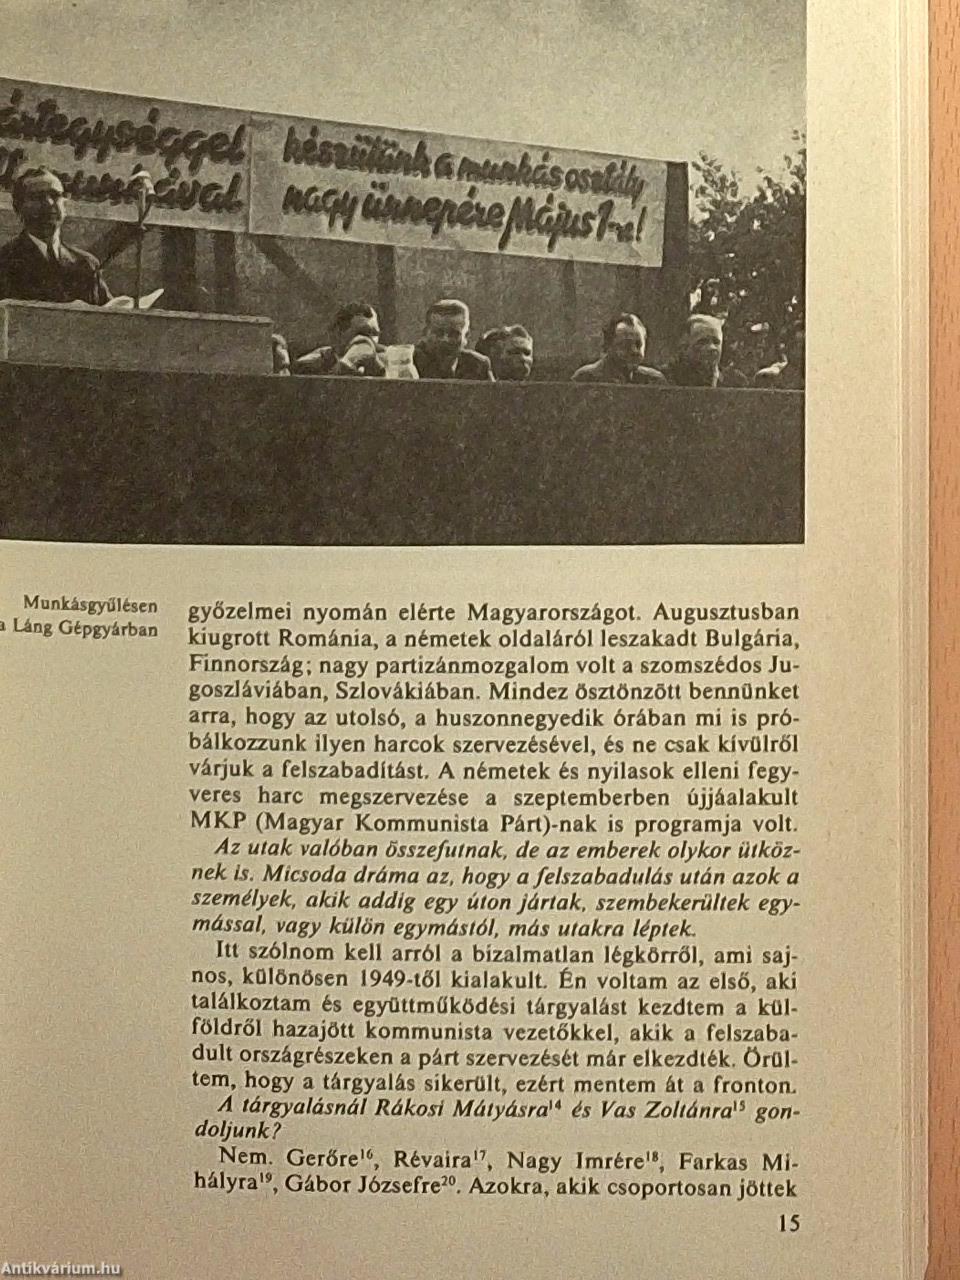 ártegységgel
készülünk a munkásosztály
nagy ünnepére Május 1-re!
Munkásgyűlésen
a Láng Gépgyárban
győzelmei nyomán elérte Magyarországot. Augusztusban
kiugrott Románia, a németek oldaláról leszakadt Bulgária,
Finnország; nagy partizánmozgalom volt a szomszédos Ju-
goszláviában, Szlovákiában. Mindez ösztönzött bennünket
arra, hogy az utolsó, a huszonnegyedik órában mi is pró-
bálkozzunk ilyen harcok szervezésével, és ne csak kívülről
várjuk a felszabadítást. A németek és nyilasok elleni fegy-
veres harc megszervezése a szeptemberben újjáalakult
MKP (Magyar Kommunista Párt)-nak is programja volt.
Az utak valóban összefutnak, de az emberek olykor ütköz-
nek is. Micsoda dráma az, hogy a felszabadulás után azok a
személyek, akik addig egy úton jártak, szembekerültek egy-
mással, vagy külön egymástól, más utakra léptek.
Itt szólnom kell arról a bizalmatlan légkörről, ami saj-
nos, különösen 1949-től kialakult. Én voltam az első, aki
találkoztam és együttműködési tárgyalást kezdtem a kül-
földről hazajött kommunista vezetőkkel, akik a felszaba-
dult országrészeken a párt szervezését már elkezdték. Örül-
tem, hogy a tárgyalás sikerült, ezért mentem át a fronton.
A tárgyalásnál Rákosi Mátyásra¹⁴ és Vas Zoltánra¹⁵ gon-
doljunk?
Nem. Gerőre¹⁶, Révaira¹⁷, Nagy Imrére¹⁸, Farkas Mi-
hályra¹⁹, Gábor Józsefre²⁰. Azokra, akik csoportosan jöttek
15
Antikvárium.hu